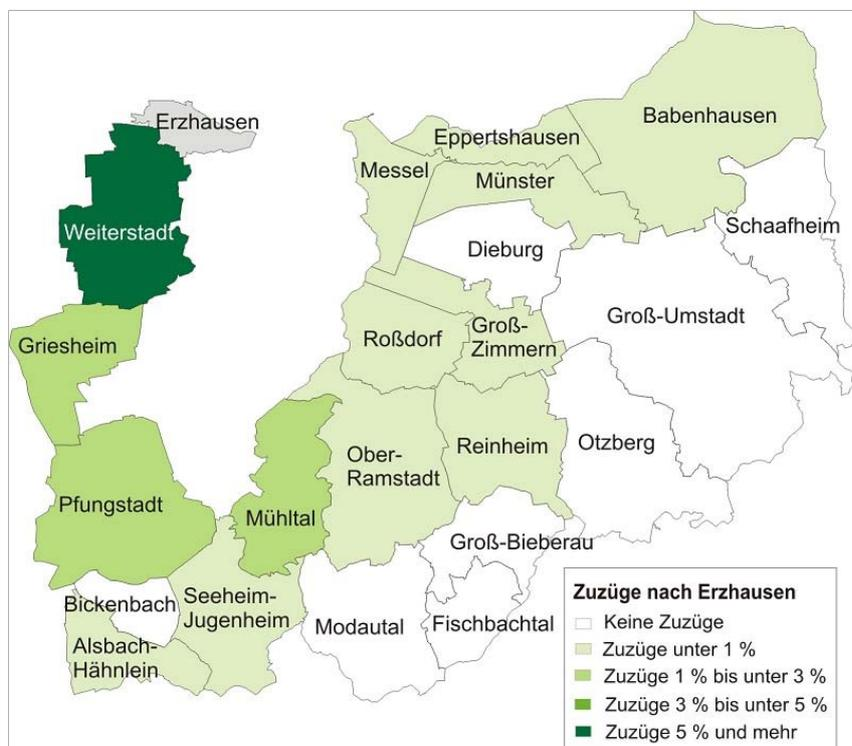 Erzhausen
Babenhausen
Eppertshausen
Messel
Münster
Schaafheim
Weiterstadt
Dieburg
Groß-Umstadt
Griesheim
Roßdorf
Groß-
Zimmern
Otzberg
Ober-
Ramstadt
Reinheim
Pfungstadt
Mühltal
Groß-Bieberau
Bickenbach
Seeheim-
Jugenheim
Modautal
Fischbachtal
Alsbach-
Hähnlein
Zuzüge nach Erzhausen
Keine Zuzüge
Zuzüge unter 1 %
Zuzüge 1 % bis unter 3 %
Zuzüge 3 % bis unter 5 %
Zuzüge 5 % und mehr